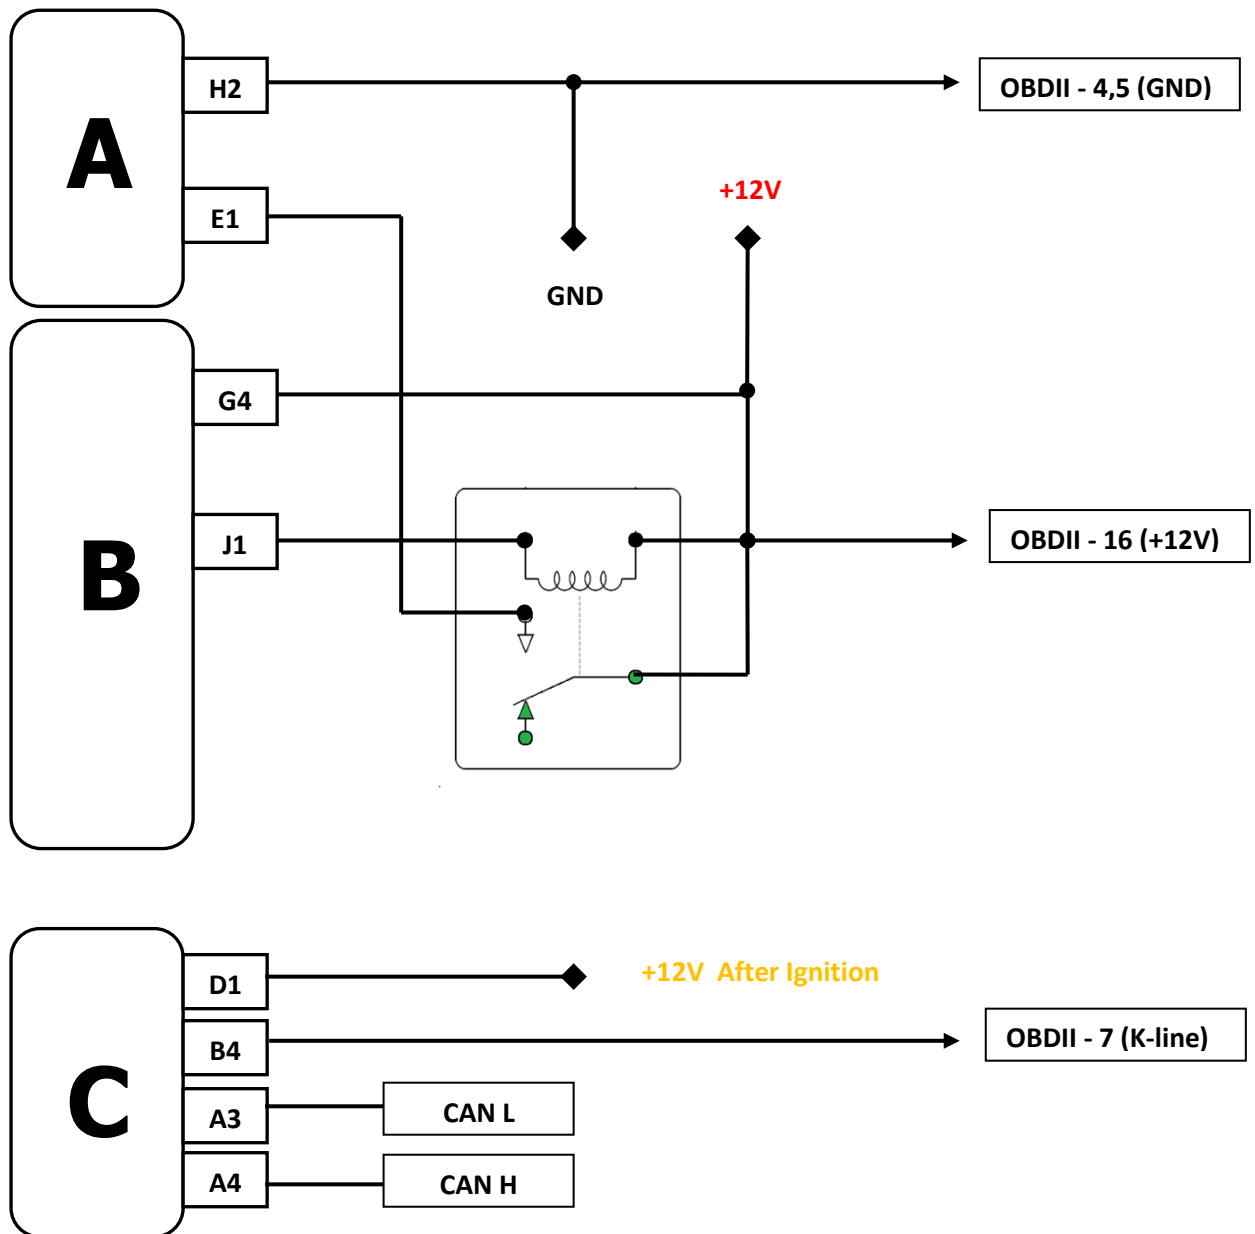 A
H2
OBDII - 4,5 (GND)
E1
+12V
GND
B
G4
J1
OBDII - 16 (+12V)
C
D1
+12V  After Ignition
B4
OBDII - 7 (K-line)
A3
CAN L
A4
CAN H